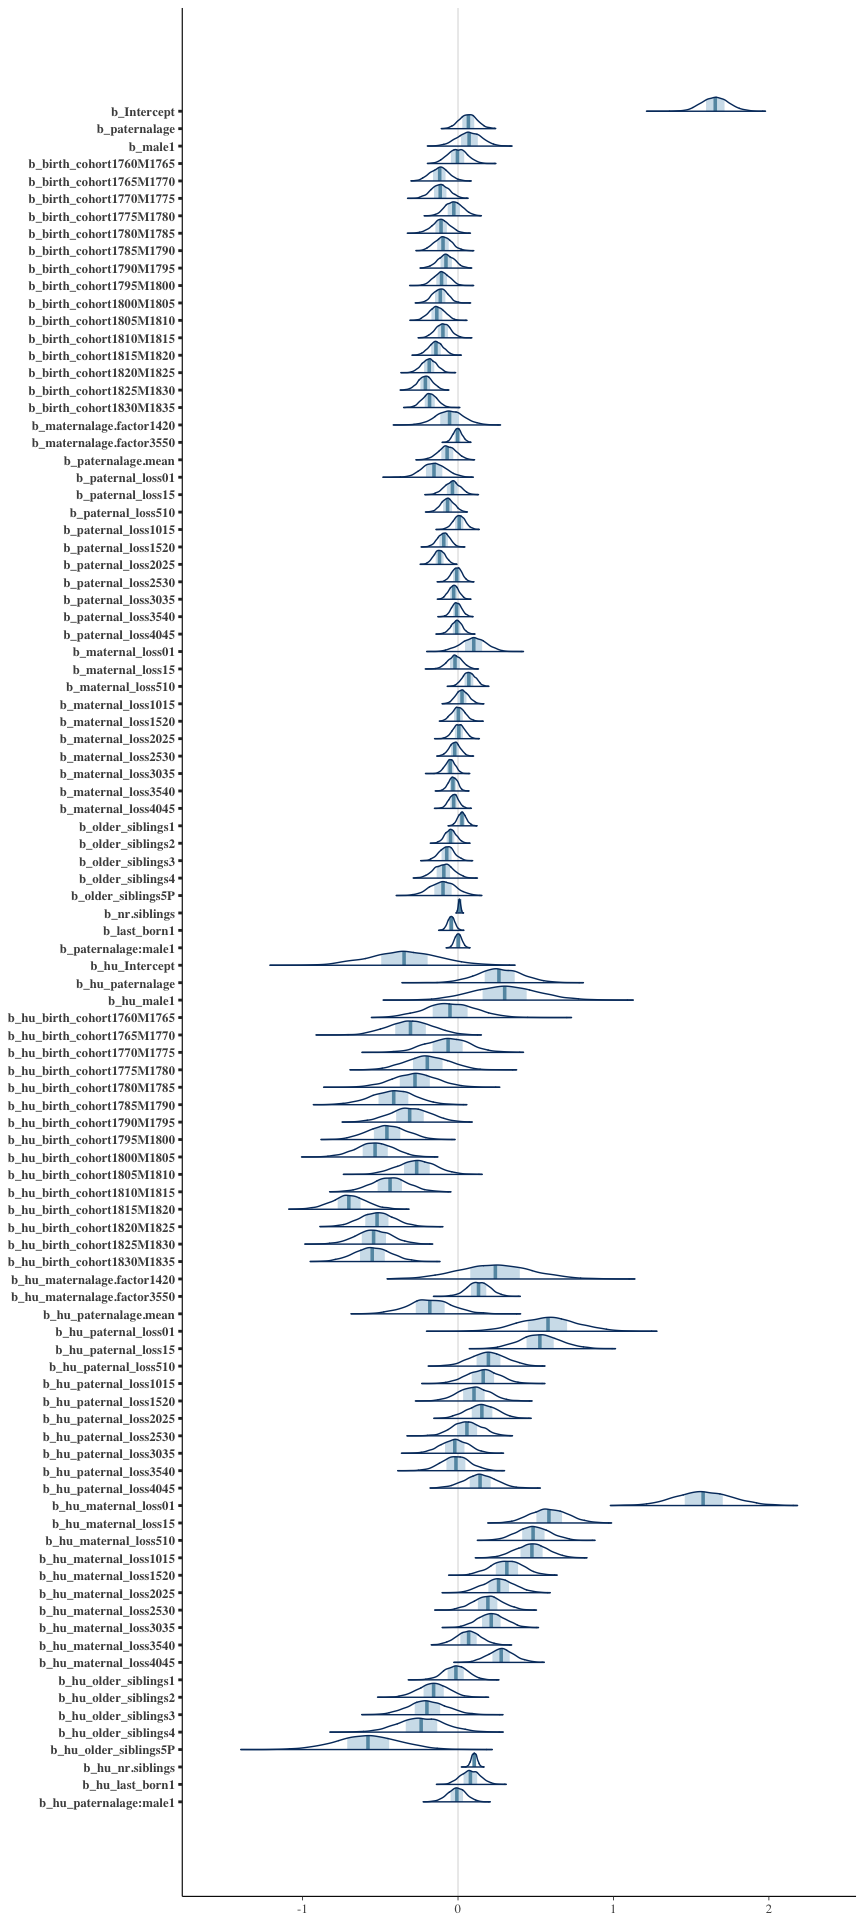 b_Intercept
b_paternalage
b_male1
b_birth_cohort1760M1765
b_birth_cohort1765M1770
b_birth_cohort1770M1775
b_birth_cohort1775M1780
b_birth_cohort1780M1785
b_birth_cohort1785M1790
b_birth_cohort1790M1795
b_birth_cohort1795M1800
b_birth_cohort1800M1805
b_birth_cohort1805M1810
b_birth_cohort1810M1815
b_birth_cohort1815M1820
b_birth_cohort1820M1825
b_birth_cohort1825M1830
b_birth_cohort1830M1835
b_maternalage.factor1420
b_maternalage.factor3550
b_paternalage.mean
b_paternal_loss01
b_paternal_loss15
b_paternal_loss510
b_paternal_loss1015
b_paternal_loss1520
b_paternal_loss2025
b_paternal_loss2530
b_paternal_loss3035
b_paternal_loss3540
b_paternal_loss4045
b_maternal_loss01
b_maternal_loss15
b_maternal_loss510
b_maternal_loss1015
b_maternal_loss1520
b_maternal_loss2025
b_maternal_loss2530
b_maternal_loss3035
b_maternal_loss3540
b_maternal_loss4045
b_older_siblings1
b_older_siblings2
b_older_siblings3
b_older_siblings4
b_older_siblings5P
b_nr.siblings
b_last_born1
b_paternalage:male1
b_hu_Intercept
b_hu_paternalage
b_hu_male1
b_hu_birth_cohort1760M1765
b_hu_birth_cohort1765M1770
b_hu_birth_cohort1770M1775
b_hu_birth_cohort1775M1780
b_hu_birth_cohort1780M1785
b_hu_birth_cohort1785M1790
b_hu_birth_cohort1790M1795
b_hu_birth_cohort1795M1800
b_hu_birth_cohort1800M1805
b_hu_birth_cohort1805M1810
b_hu_birth_cohort1810M1815
b_hu_birth_cohort1815M1820
b_hu_birth_cohort1820M1825
b_hu_birth_cohort1825M1830
b_hu_birth_cohort1830M1835
b_hu_maternalage.factor1420
b_hu_maternalage.factor3550
b_hu_paternalage.mean
b_hu_paternal_loss01
b_hu_paternal_loss15
b_hu_paternal_loss510
b_hu_paternal_loss1015
b_hu_paternal_loss1520
b_hu_paternal_loss2025
b_hu_paternal_loss2530
b_hu_paternal_loss3035
b_hu_paternal_loss3540
b_hu_paternal_loss4045
b_hu_maternal_loss01
b_hu_maternal_loss15
b_hu_maternal_loss510
b_hu_maternal_loss1015
b_hu_maternal_loss1520
b_hu_maternal_loss2025
b_hu_maternal_loss2530
b_hu_maternal_loss3035
b_hu_maternal_loss3540
b_hu_maternal_loss4045
b_hu_older_siblings1
b_hu_older_siblings2
b_hu_older_siblings3
b_hu_older_siblings4
b_hu_older_siblings5P
b_hu_nr.siblings
b_hu_last_born1
b_hu_paternalage:male1
-1 0 1 2